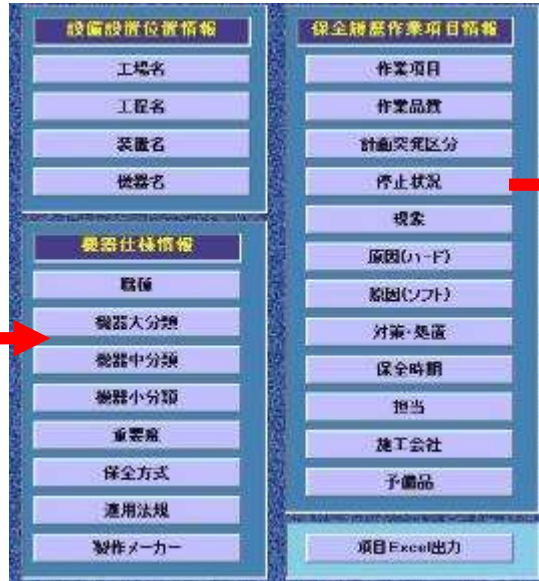 設備設置位置情報
工場名
工程名
装置名
機器名
機器仕様情報
職種
機器大分類
機器中分類
機器小分類
重要度
保全方式
適用法規
製作メーカー
保全履歴作業項目情報
作業項目
作業品質
計画突発区分
停止状況
現象
原因(ハード)
原因(ソフト)
対策・処置
保全時期
担当
施工会社
予備品
項目Excel出力